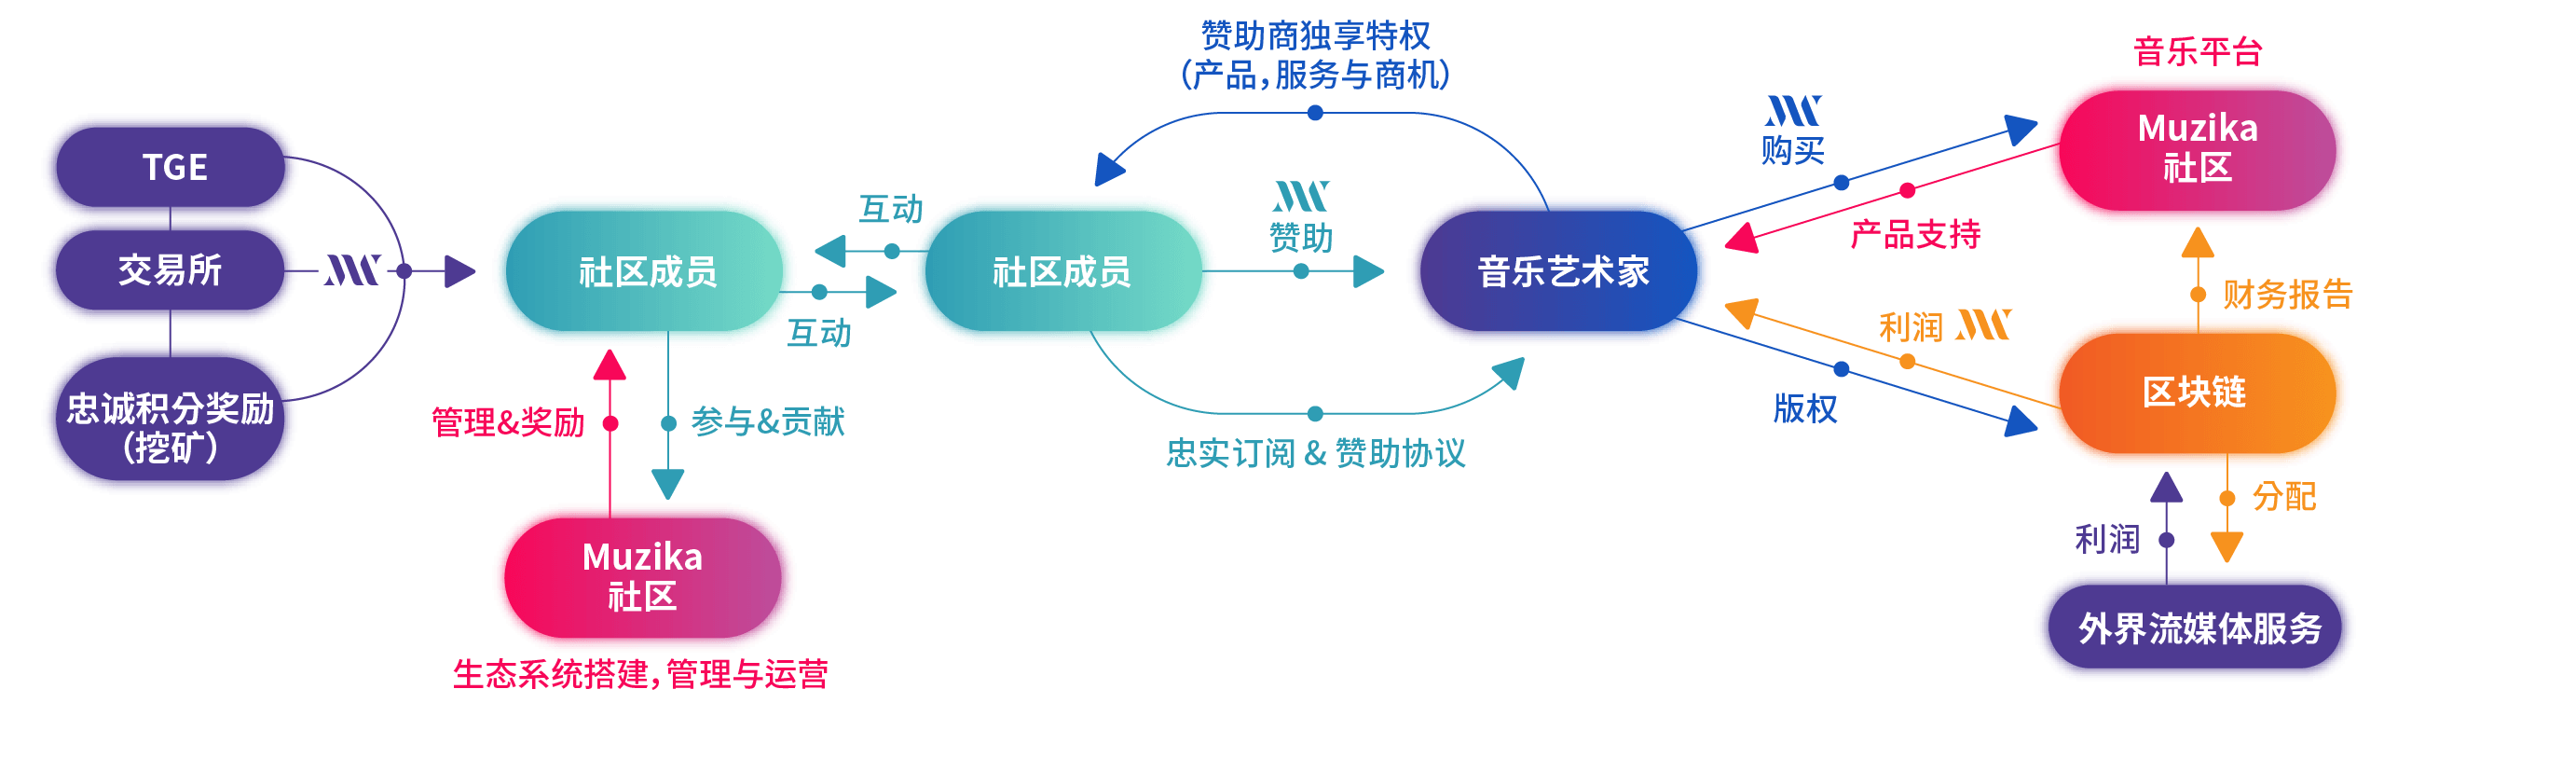 TGE
交易所
忠诚积分奖励
（挖矿）
社区成员
互动
互动
管理&奖励
参与&贡献
Muzika
社区
生态系统搭建，管理与运营
社区成员
赞助商独享特权
（产品，服务与商机）
赞助
忠实订阅 & 赞助协议
音乐艺术家
购买
产品支持
利润
版权
音乐平台
Muzika
社区
财务报告
区块链
分配
利润
外界流媒体服务